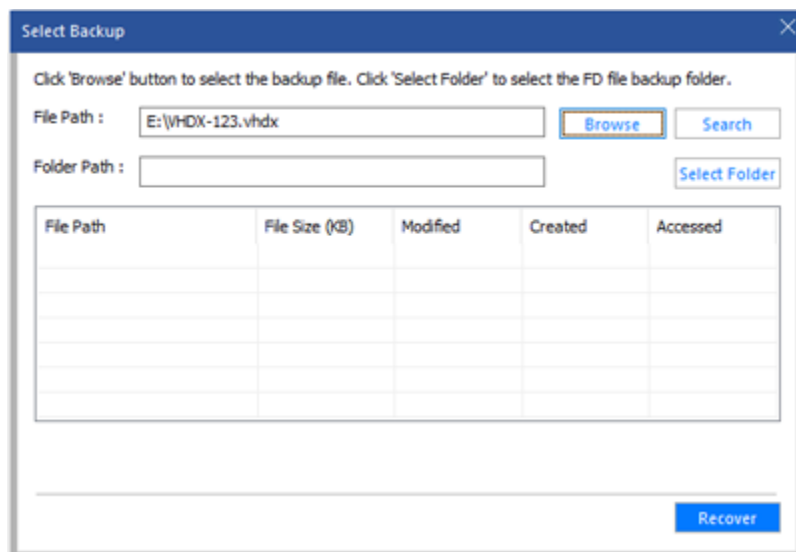 Select Backup
Click 'Browse' button to select the backup file. Click 'Select Folder' to select the FD file backup folder.
File Path : E:\VHDX-123.vhdx Browse Search
Folder Path : Select Folder
File Path File Size (KB) Modified Created Accessed
Recover